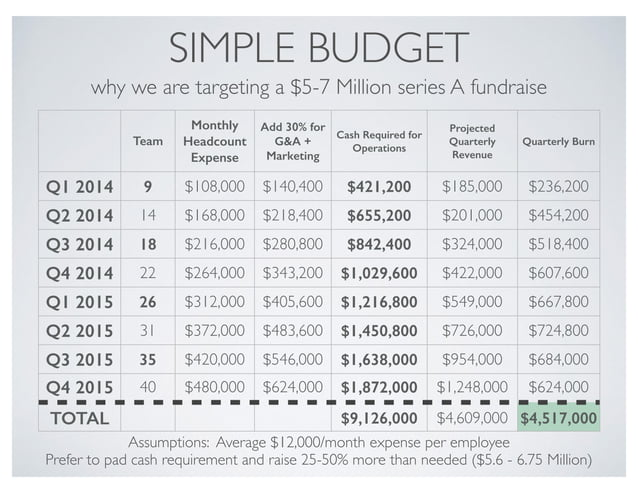 SIMPLE BUDGET
why we are targeting a $5-7 Million series A fundraise
Team Monthly Headcount Expense Add 30% for G&A + Marketing Cash Required for Operations Projected Quarterly Revenue Quarterly Burn
Q1 2014 9 $108,000 $140,400 $421,200 $185,000 $236,200
Q2 2014 14 $168,000 $218,400 $655,200 $201,000 $454,200
Q3 2014 18 $216,000 $280,800 $842,400 $324,000 $518,400
Q4 2014 22 $264,000 $343,200 $1,029,600 $422,000 $607,600
Q1 2015 26 $312,000 $405,600 $1,216,800 $549,000 $667,800
Q2 2015 31 $372,000 $483,600 $1,450,800 $726,000 $724,800
Q3 2015 35 $420,000 $546,000 $1,638,000 $954,000 $684,000
Q4 2015 40 $480,000 $624,000 $1,872,000 $1,248,000 $624,000
TOTAL $9,126,000 $4,609,000 $4,517,000
Assumptions: Average $12,000/month expense per employee
Prefer to pad cash requirement and raise 25-50% more than needed ($5.6 - 6.75 Million)